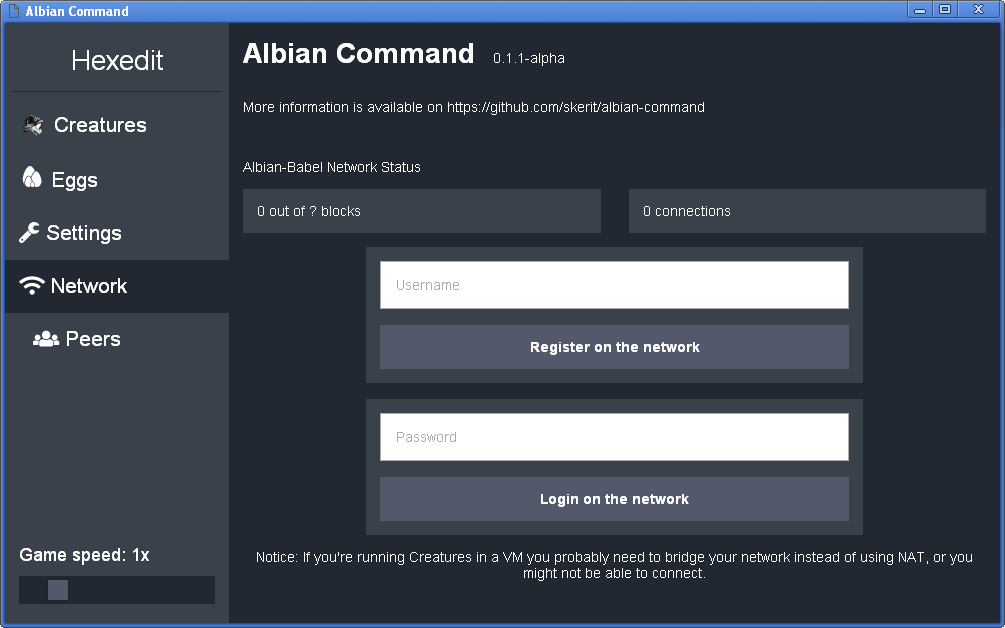 Albian Command
Hexedit
Creatures
Eggs
Settings
Network
Peers
Game speed: 1x
Albian Command 0.1.1-alpha
More information is available on https://github.com/skerit/albian-command
Albian-Babel Network Status
0 out of ? blocks
0 connections
Username
Register on the network
Password
Login on the network
Notice: If you're running Creatures in a VM you probably need to bridge your network instead of using NAT, or you
might not be able to connect.